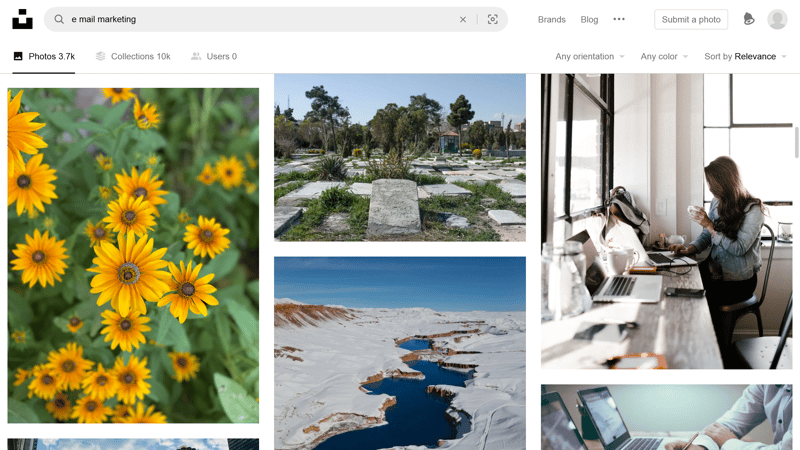 e mail marketing
Brands
Blog
Submit a photo
Photos 3.7k
Collections 10k
Users 0
Any orientation
Any color
Sort by Relevance